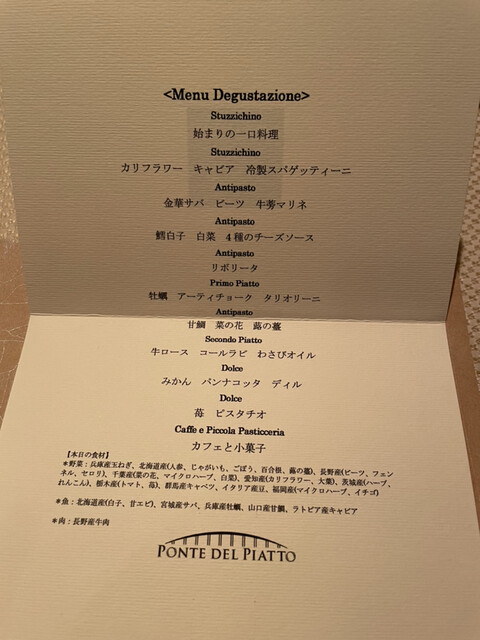 <Menu Degustazione>
Stuzzichino
始まりの一口料理
Stuzzichino
カリフラワー　キャビア　冷製スパゲッティーニ
Antipasto
金華サバ　ビーツ　牛蒡マリネ
Antipasto
鱈白子　白菜　4種のチーズソース
Antipasto
リボリータ
Primo Piatto
牡蠣　アーティチョーク　タリオリーニ
Antipasto
甘鯛　菜の花　蕗の薹
Secondo Piatto
牛ロース　コールラビ　わさびオイル
Dolce
みかん　パンナコッタ　ディル
Dolce
苺　ピスタチオ
Caffe e Piccola Pasticceria
カフェと小菓子
【本日の食材】
*野菜：兵庫産玉ねぎ、北海道産(人参、じゃがいも、ごぼう、百合根、蕗の薹)、長野産(ビーツ、フェン
ネル、セロリ)、千葉産(菜の花、マイクロハーブ、白菜)、愛知産(カリフラワー、大葉)、茨城産(ハーブ、
れんこん)、栃木産(トマト、苺)、群馬産キャベツ、イタリア産豆、福岡産(マイクロハーブ、イチゴ)
*魚：北海道産(白子、甘エビ)、宮城産サバ、兵庫産牡蠣、山口産甘鯛、ラトビア産キャビア
*肉：長野産牛肉
PONTE DEL PIATTO